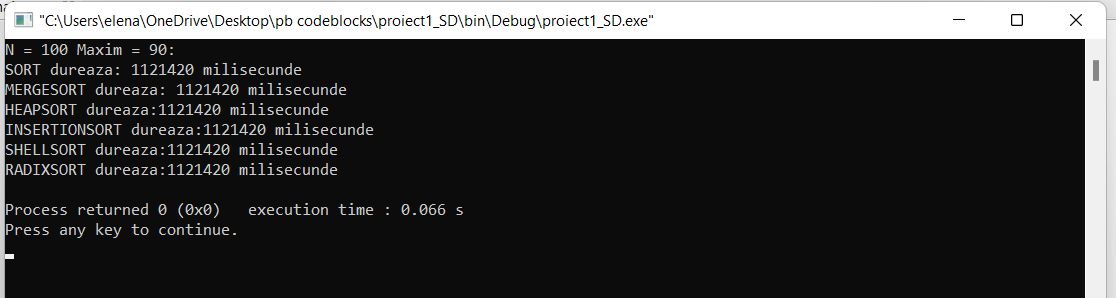 "C:\Users\elena\OneDrive\Desktop\pb codeblocks\proiect1_SD\bin\Debug\proiect1_SD.exe"
N = 100 Maxim = 90:
SORT dureaza: 1121420 milisecunde
MERGESORT dureaza: 1121420 milisecunde
HEAPSORT dureaza:1121420 milisecunde
INSERTIONSORT dureaza:1121420 milisecunde
SHELLSORT dureaza:1121420 milisecunde
RADIXSORT dureaza:1121420 milisecunde
Process returned 0 (0x0)   execution time : 0.066 s
Press any key to continue.